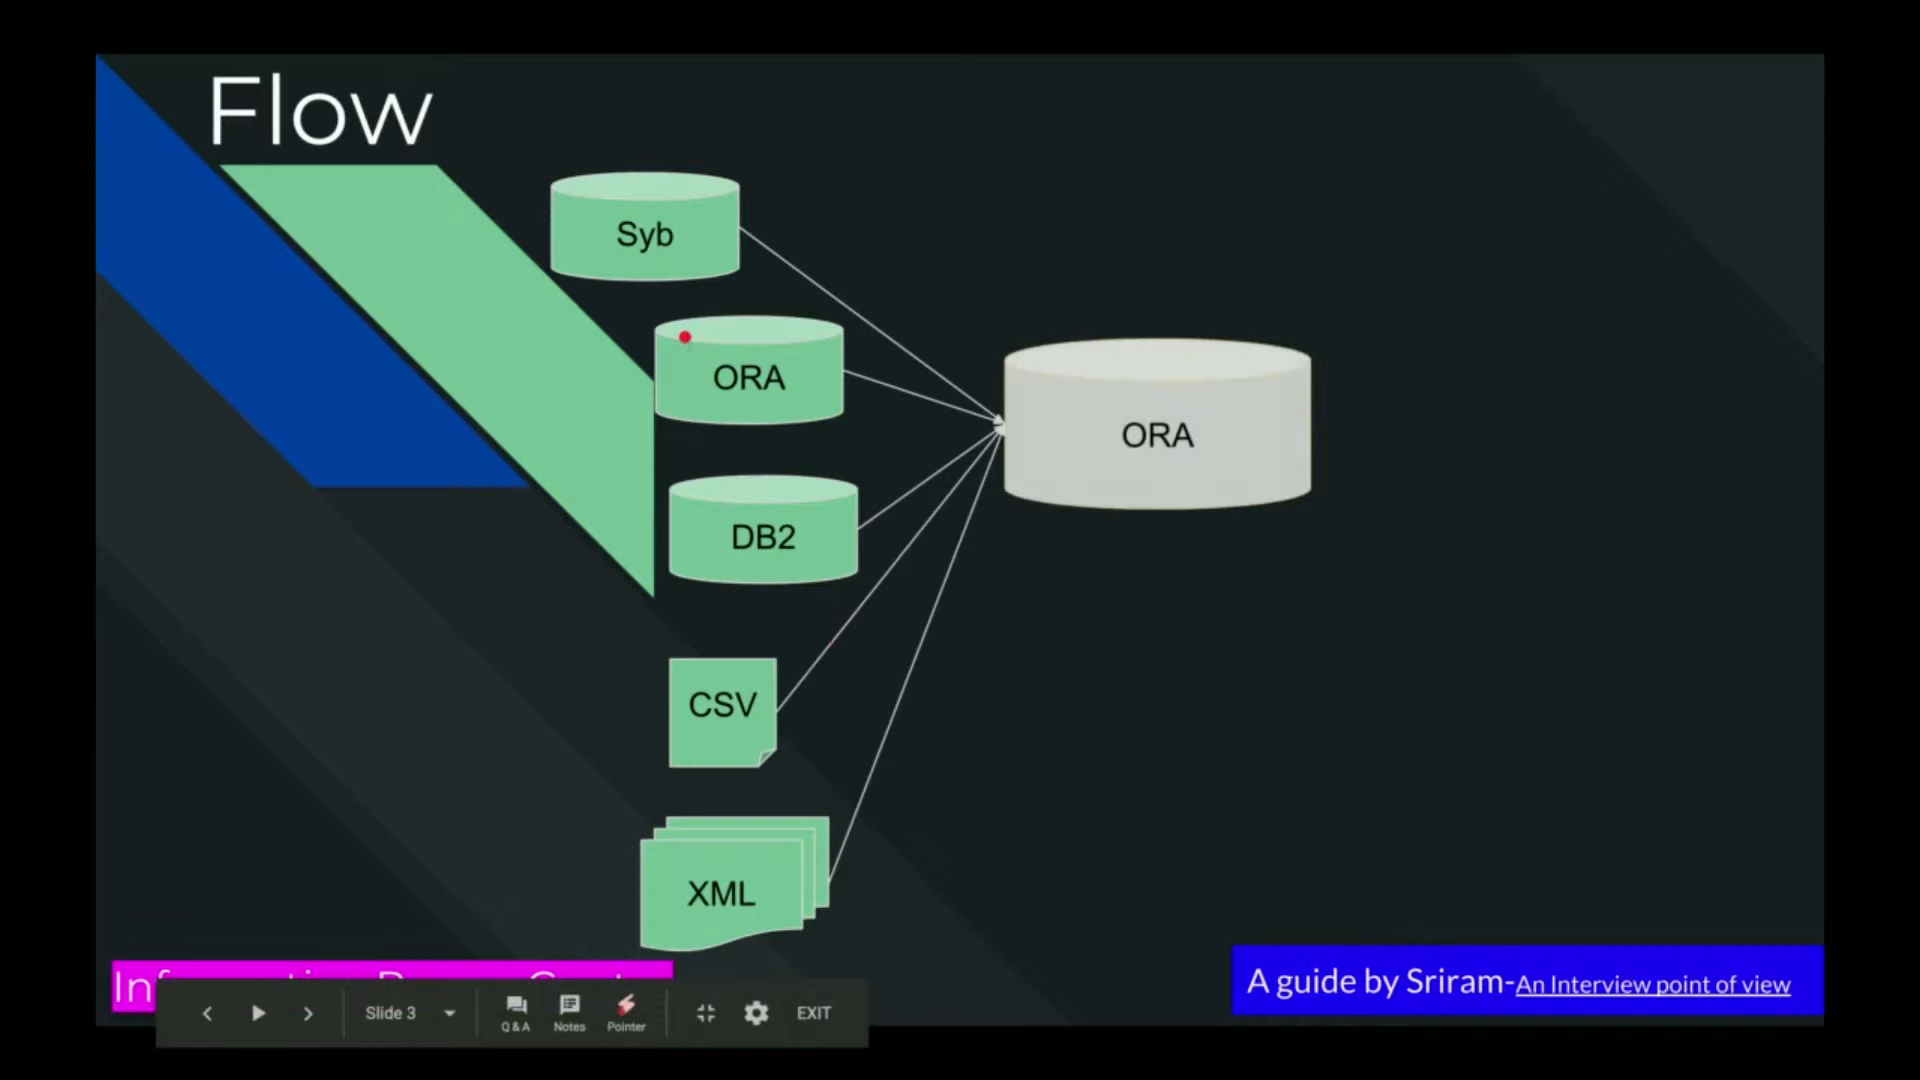 Flow
Syb
ORA
ORA
DB2
CSV
XML
A guide by Sriram-An Interview point of view
Slide 3
Q & A
Notes
Pointer
EXIT